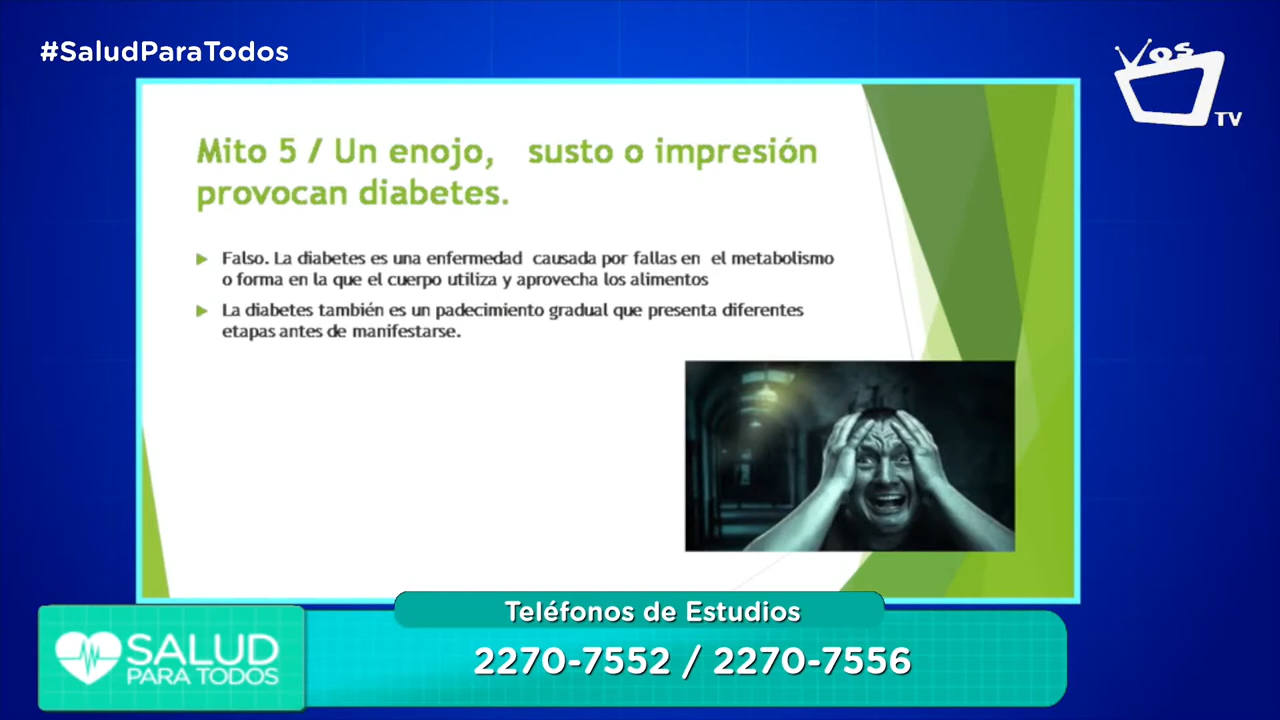 #SaludParaTodos
VOS
TV
Mito 5 / Un enojo, susto o impresión
provocan diabetes.
Falso. La diabetes es una enfermedad causada por fallas en el metabolismo
o forma en la que el cuerpo utiliza y aprovecha los alimentos
La diabetes también es un padecimiento gradual que presenta diferentes
etapas antes de manifestarse.
Teléfonos de Estudios
2270-7552 / 2270-7556
SALUD
PARA TODOS